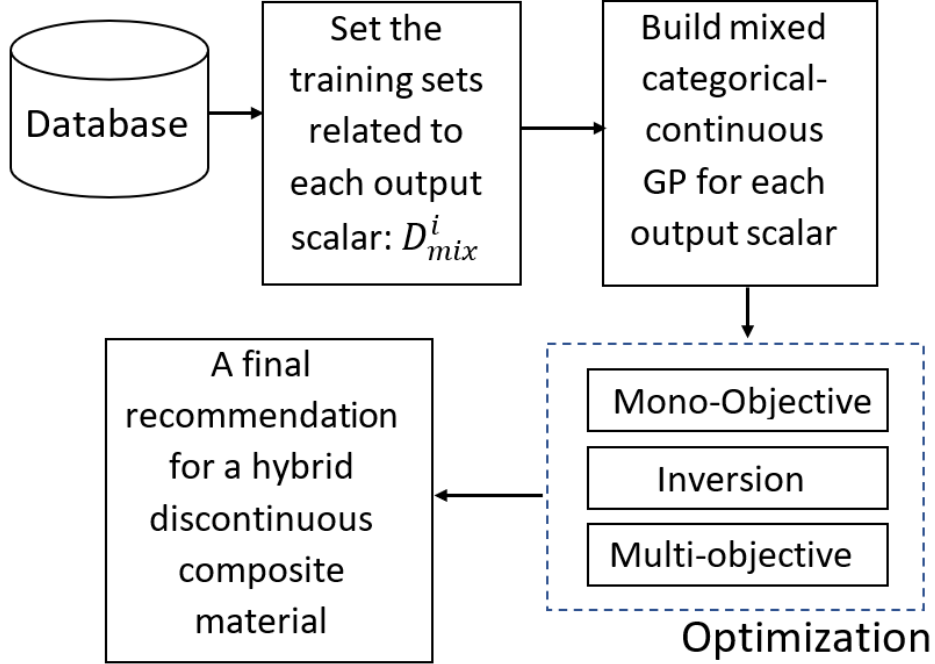 Database
Set the
training sets
related to
each output
scalar: $D_{mix}^{i}$
Build mixed
categorical-
continuous
GP for each
output scalar
Mono-Objective
Inversion
Multi-objective
Optimization
A final
recommendation
for a hybrid
discontinuous
composite
material